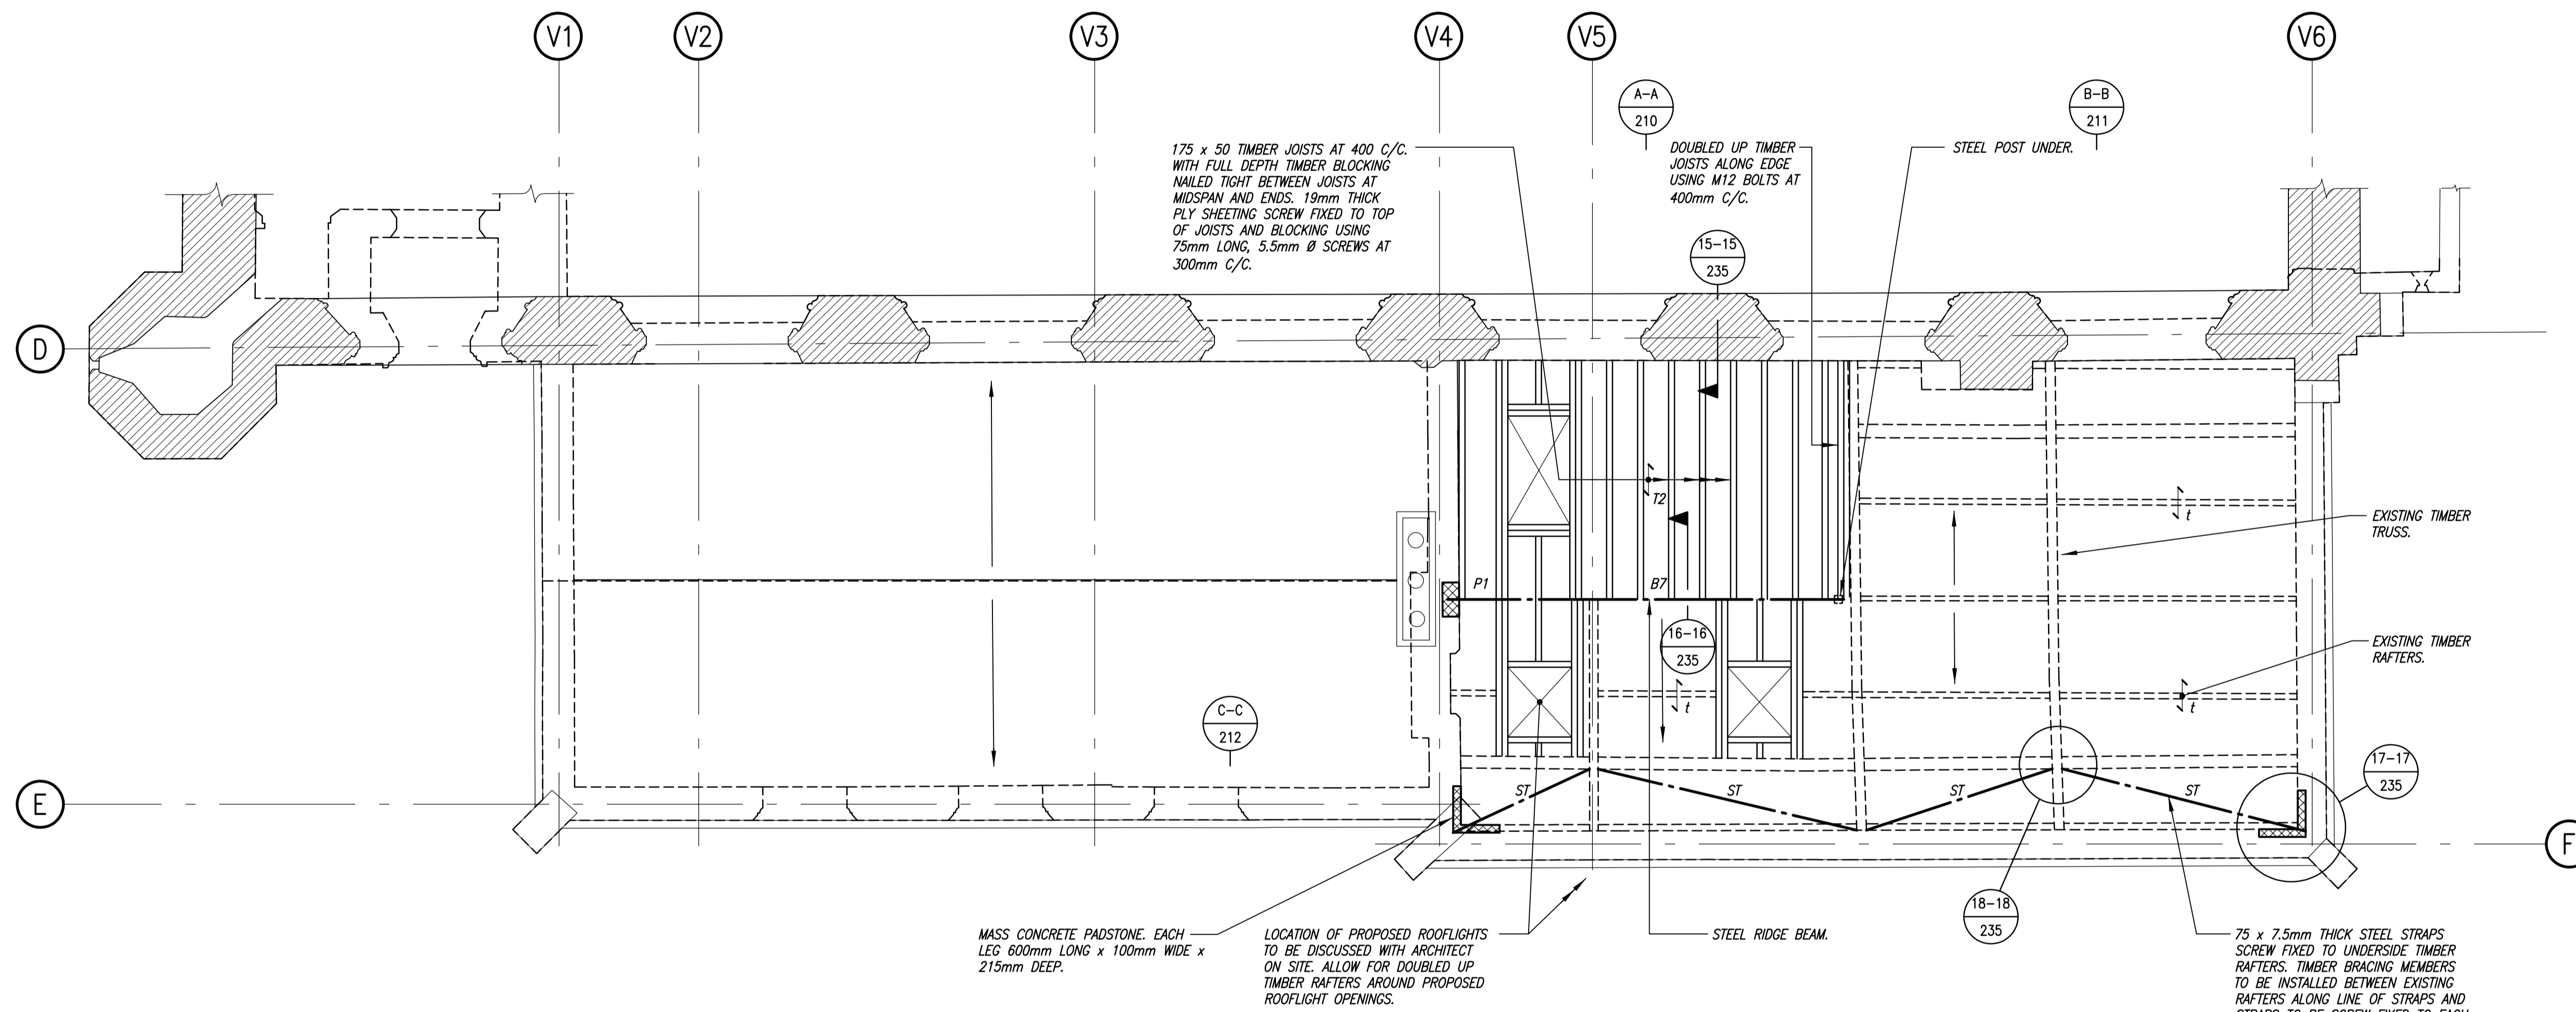 V1
V2
V3
V4
V5
V6
A-A
210
B-B
211
175 x 50 TIMBER JOISTS AT 400 C/C.
WITH FULL DEPTH TIMBER BLOCKING
NAILED TIGHT BETWEEN JOISTS AT
MIDSPAN AND ENDS. 19mm THICK
PLY SHEETING SCREW FIXED TO TOP
OF JOISTS AND BLOCKING USING
75mm LONG, 5.5mm Ø SCREWS AT
300mm C/C.
DOUBLED UP TIMBER
JOISTS ALONG EDGE
USING M12 BOLTS AT
400mm C/C.
STEEL POST UNDER.
15-15
235
D
T2
t
EXISTING TIMBER
TRUSS.
P1
B7
16-16
235
EXISTING TIMBER
RAFTERS.
t
t
C-C
212
17-17
235
E
ST
ST
ST
ST
F
18-18
235
MASS CONCRETE PADSTONE. EACH
LEG 600mm LONG x 100mm WIDE x
215mm DEEP.
LOCATION OF PROPOSED ROOFLIGHTS
TO BE DISCUSSED WITH ARCHITECT
ON SITE. ALLOW FOR DOUBLED UP
TIMBER RAFTERS AROUND PROPOSED
ROOFLIGHT OPENINGS.
STEEL RIDGE BEAM.
75 x 7.5mm THICK STEEL STRAPS
SCREW FIXED TO UNDERSIDE TIMBER
RAFTERS. TIMBER BRACING MEMBERS
TO BE INSTALLED BETWEEN EXISTING
RAFTERS ALONG LINE OF STRAPS AND
STRAPS TO BE SCREW FIXED TO EACH